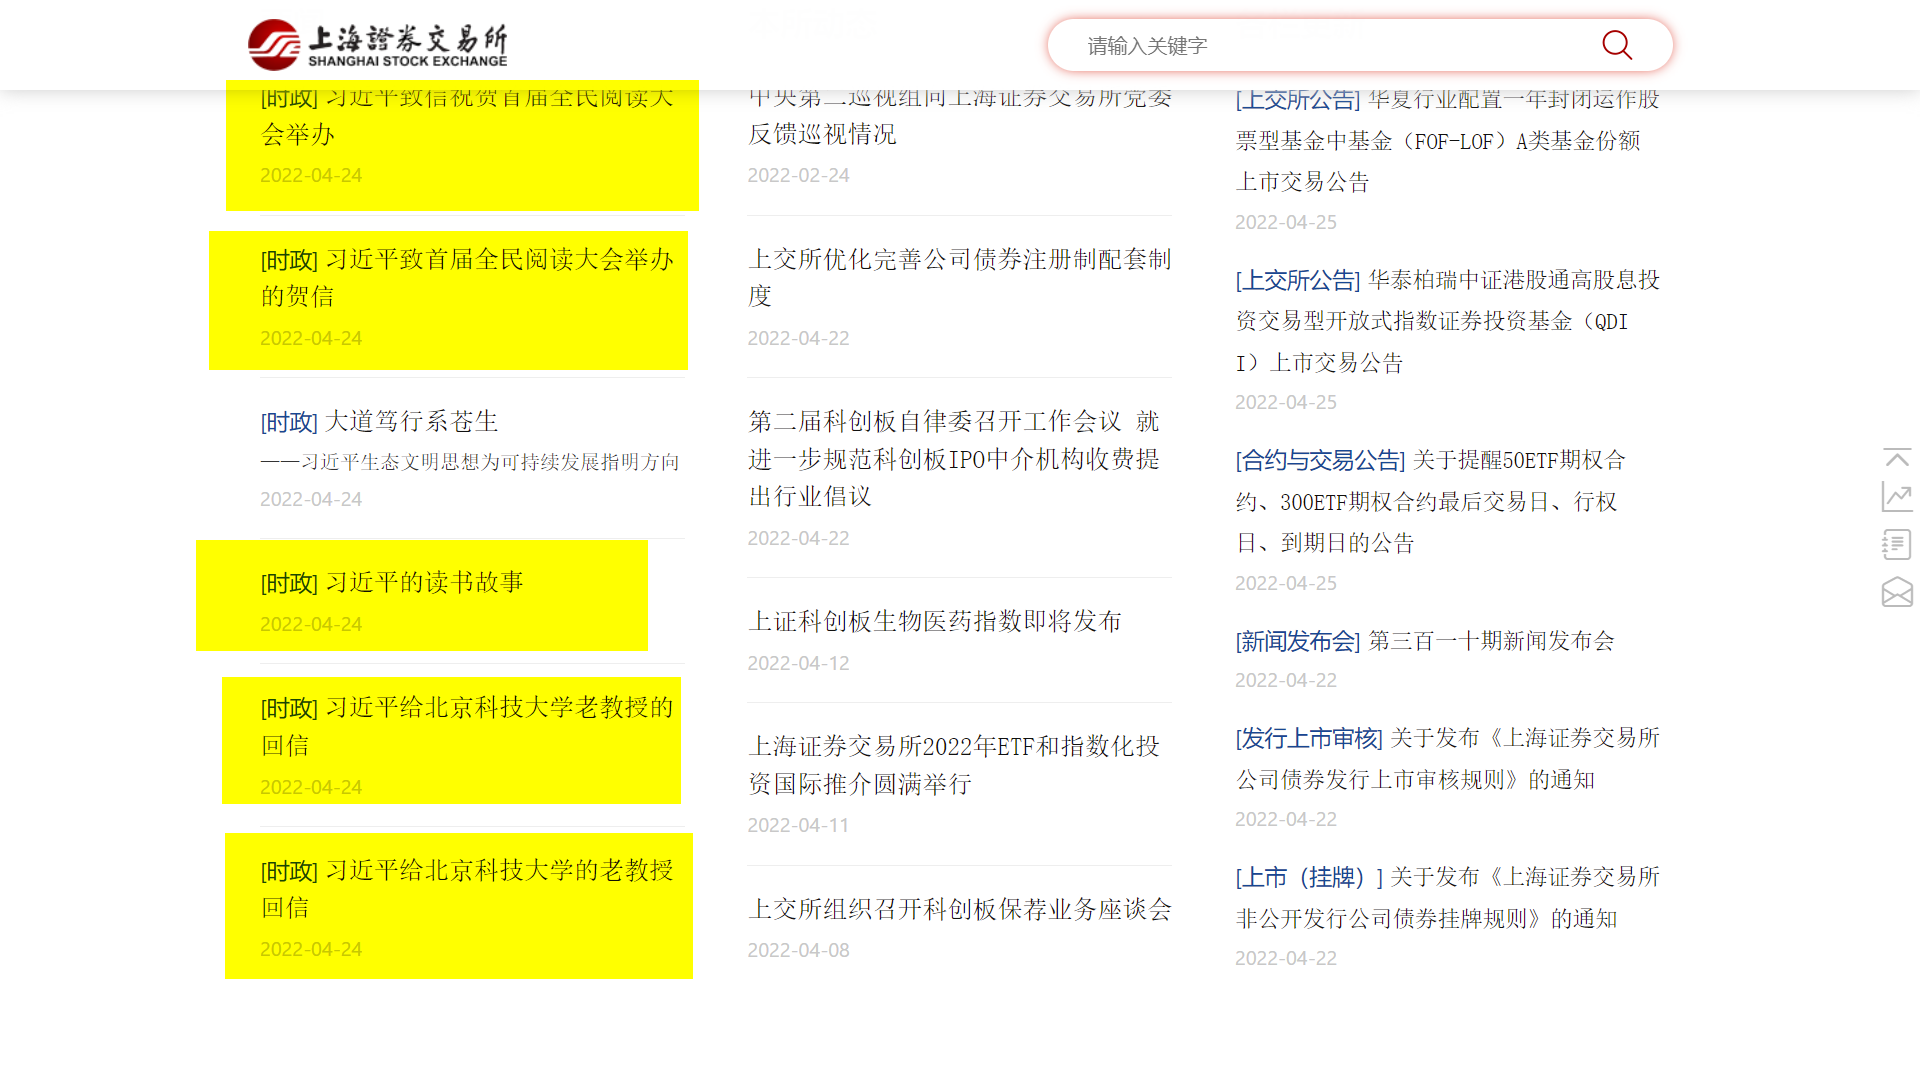 上海證券交易所
SHANGHAI STOCK EXCHANGE
请输入关键字
[时政] 习近平致信祝贺首届全民阅读大
会举办
2022-04-24
[时政] 习近平致首届全民阅读大会举办
的贺信
2022-04-24
[时政] 大道笃行系苍生
——习近平生态文明思想为可持续发展指明方向
2022-04-24
[时政] 习近平的读书故事
2022-04-24
[时政] 习近平给北京科技大学老教授的
回信
2022-04-24
[时政] 习近平给北京科技大学的老教授
回信
2022-04-24
中央第二巡视组向上海证券交易所党委
反馈巡视情况
2022-02-24
上交所优化完善公司债券注册制配套制
度
2022-04-22
第二届科创板自律委召开工作会议 就
进一步规范科创板IPO中介机构收费提
出行业倡议
2022-04-22
上证科创板生物医药指数即将发布
2022-04-12
上海证券交易所2022年ETF和指数化投
资国际推介圆满举行
2022-04-11
上交所组织召开科创板保荐业务座谈会
2022-04-08
[上交所公告] 华夏行业配置一年封闭运作股
票型基金中基金（FOF-LOF）A类基金份额
上市交易公告
2022-04-25
[上交所公告] 华泰柏瑞中证港股通高股息投
资交易型开放式指数证券投资基金（QDI
I）上市交易公告
2022-04-25
[合约与交易公告] 关于提醒50ETF期权合
约、300ETF期权合约最后交易日、行权
日、到期日的公告
2022-04-25
[新闻发布会] 第三百一十期新闻发布会
2022-04-22
[发行上市审核] 关于发布《上海证券交易所
公司债券发行上市审核规则》的通知
2022-04-22
[上市（挂牌）] 关于发布《上海证券交易所
非公开发行公司债券挂牌规则》的通知
2022-04-22